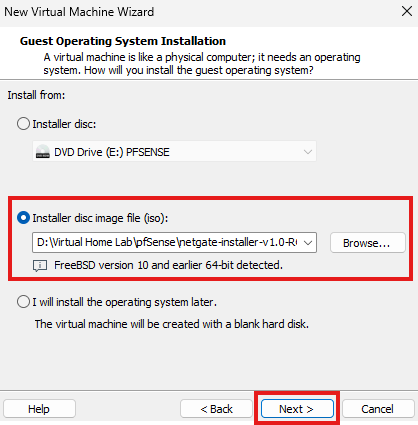 New Virtual Machine Wizard
Guest Operating System Installation
A virtual machine is like a physical computer; it needs an operating
system. How will you install the guest operating system?
Install from:
Installer disc:
DVD Drive (E:) PFSENSE
Installer disc image file (iso):
D:\Virtual Home Lab\pfSense\netgate-installer-v1.0-R
Browse...
FreeBSD version 10 and earlier 64-bit detected.
I will install the operating system later.
The virtual machine will be created with a blank hard disk.
Help
< Back
Next >
Cancel